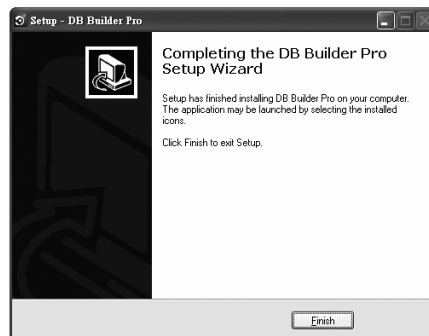 Setup - DB Builder Pro
Completing the DB Builder Pro
Setup Wizard
Setup has finished installing DB Builder Pro on your computer.
The application may be launched by selecting the installed
icons.
Click Finish to exit Setup.
Finish